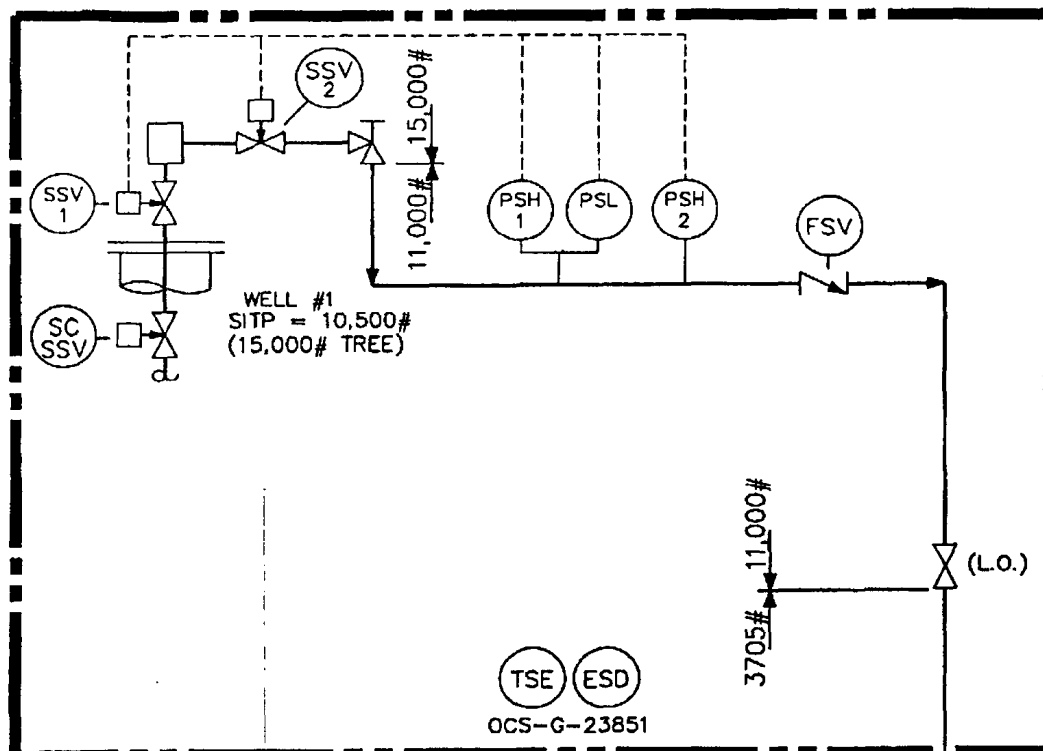 SSV
2
15,000#
11,000#
SSV
1
PSH
1
PSL
PSH
2
FSV
WELL #1
SITP = 10,500#
(15,000# TREE)
SC
SSV
11,000#
3705#
(L.O.)
TSE
ESD
OCS-G-23851